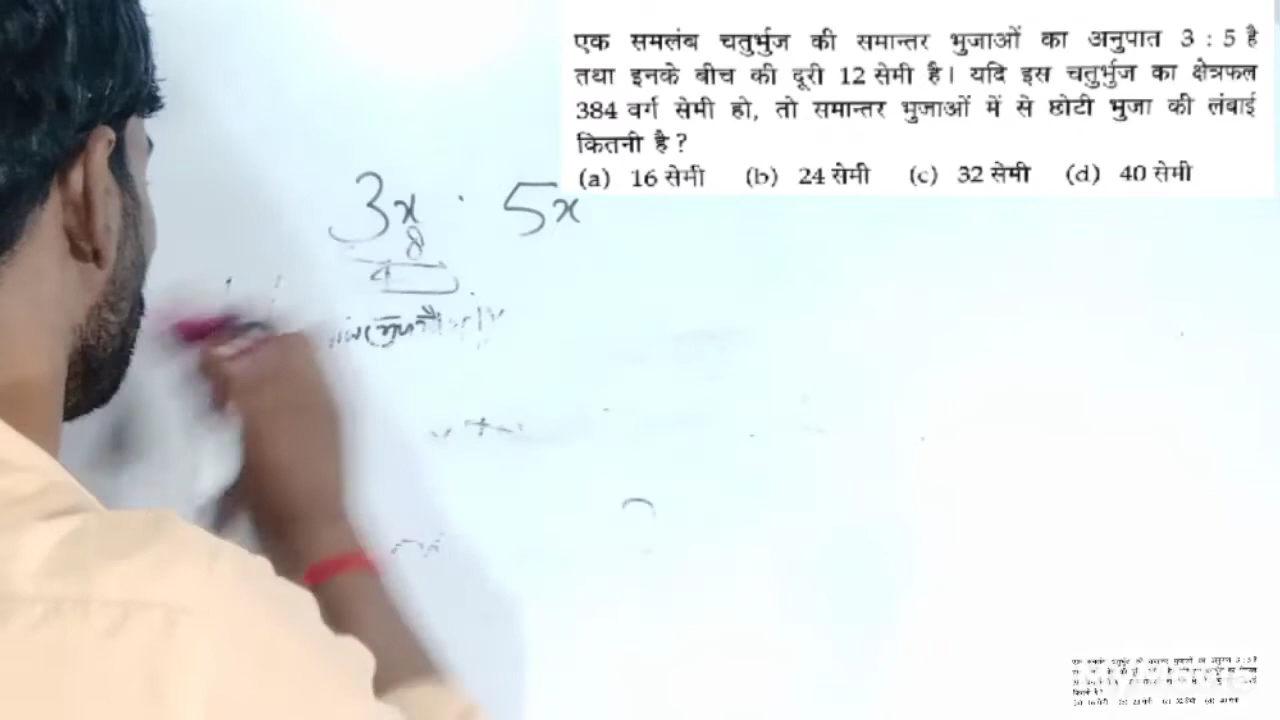 एक समलंब चतुर्भुज की समान्तर भुजाओं का अनुपात 3 : 5 है
तथा इनके बीच की दूरी 12 सेमी है। यदि इस चतुर्भुज का क्षेत्रफल
384 वर्ग सेमी हो, तो समान्तर भुजाओं में से छोटी भुजा की लंबाई
कितनी है ?
(a) 16 सेमी (b) 24 सेमी (c) 32 सेमी (d) 40 सेमी
3x 5x
8